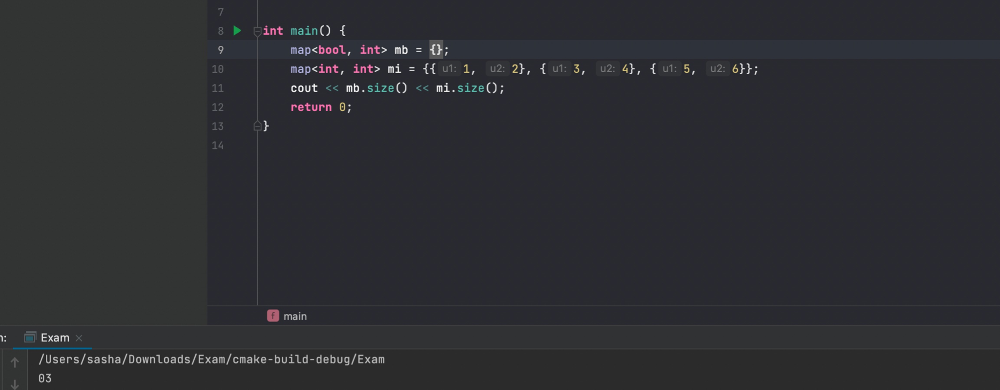 7
8 int main() {
9 map<bool, int> mb = {};
10 map<int, int> mi = {{ u1: 1, u2: 2}, { u1: 3, u2: 4}, { u1: 5, u2: 6}};
11 cout << mb.size() << mi.size();
12 return 0;
13 }
14
f main
n: Exam ×
/Users/sasha/Downloads/Exam/cmake-build-debug/Exam
03